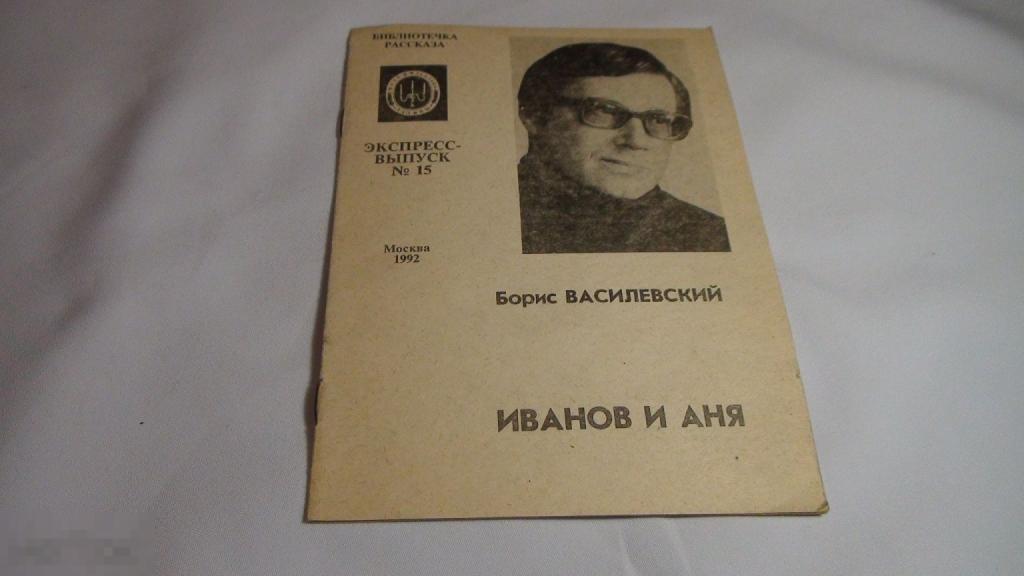 БИБЛИОТЕЧКА
РАССКАЗА
ЭКСПРЕСС-
ВЫПУСК
№ 15
Москва
1992
Борис ВАСИЛЕВСКИЙ
ИВАНОВ И АНЯ